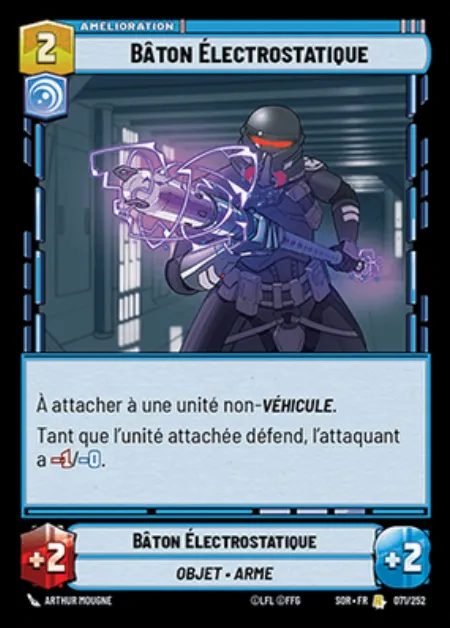 AMÉLIORATION
2
BÂTON ÉLECTROSTATIQUE
À attacher à une unité non-VÉHICULE.
Tant que l'unité attachée défend, l'attaquant
a -1/-0.
+2
BÂTON ÉLECTROSTATIQUE
+2
OBJET • ARME
ARTHUR MOUGNE
©LFL ©FFG
SOR • FR
R
071/252